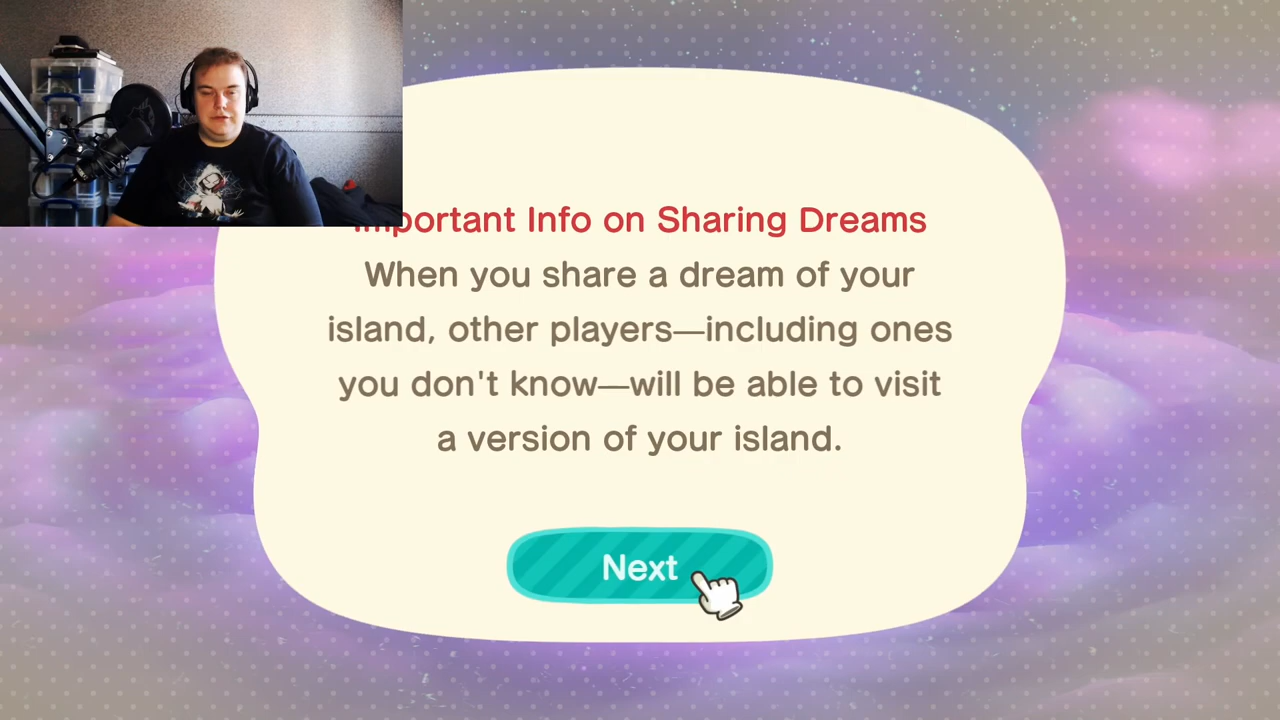 Important Info on Sharing Dreams
When you share a dream of your
island, other players—including ones
you don't know—will be able to visit
a version of your island.
Next